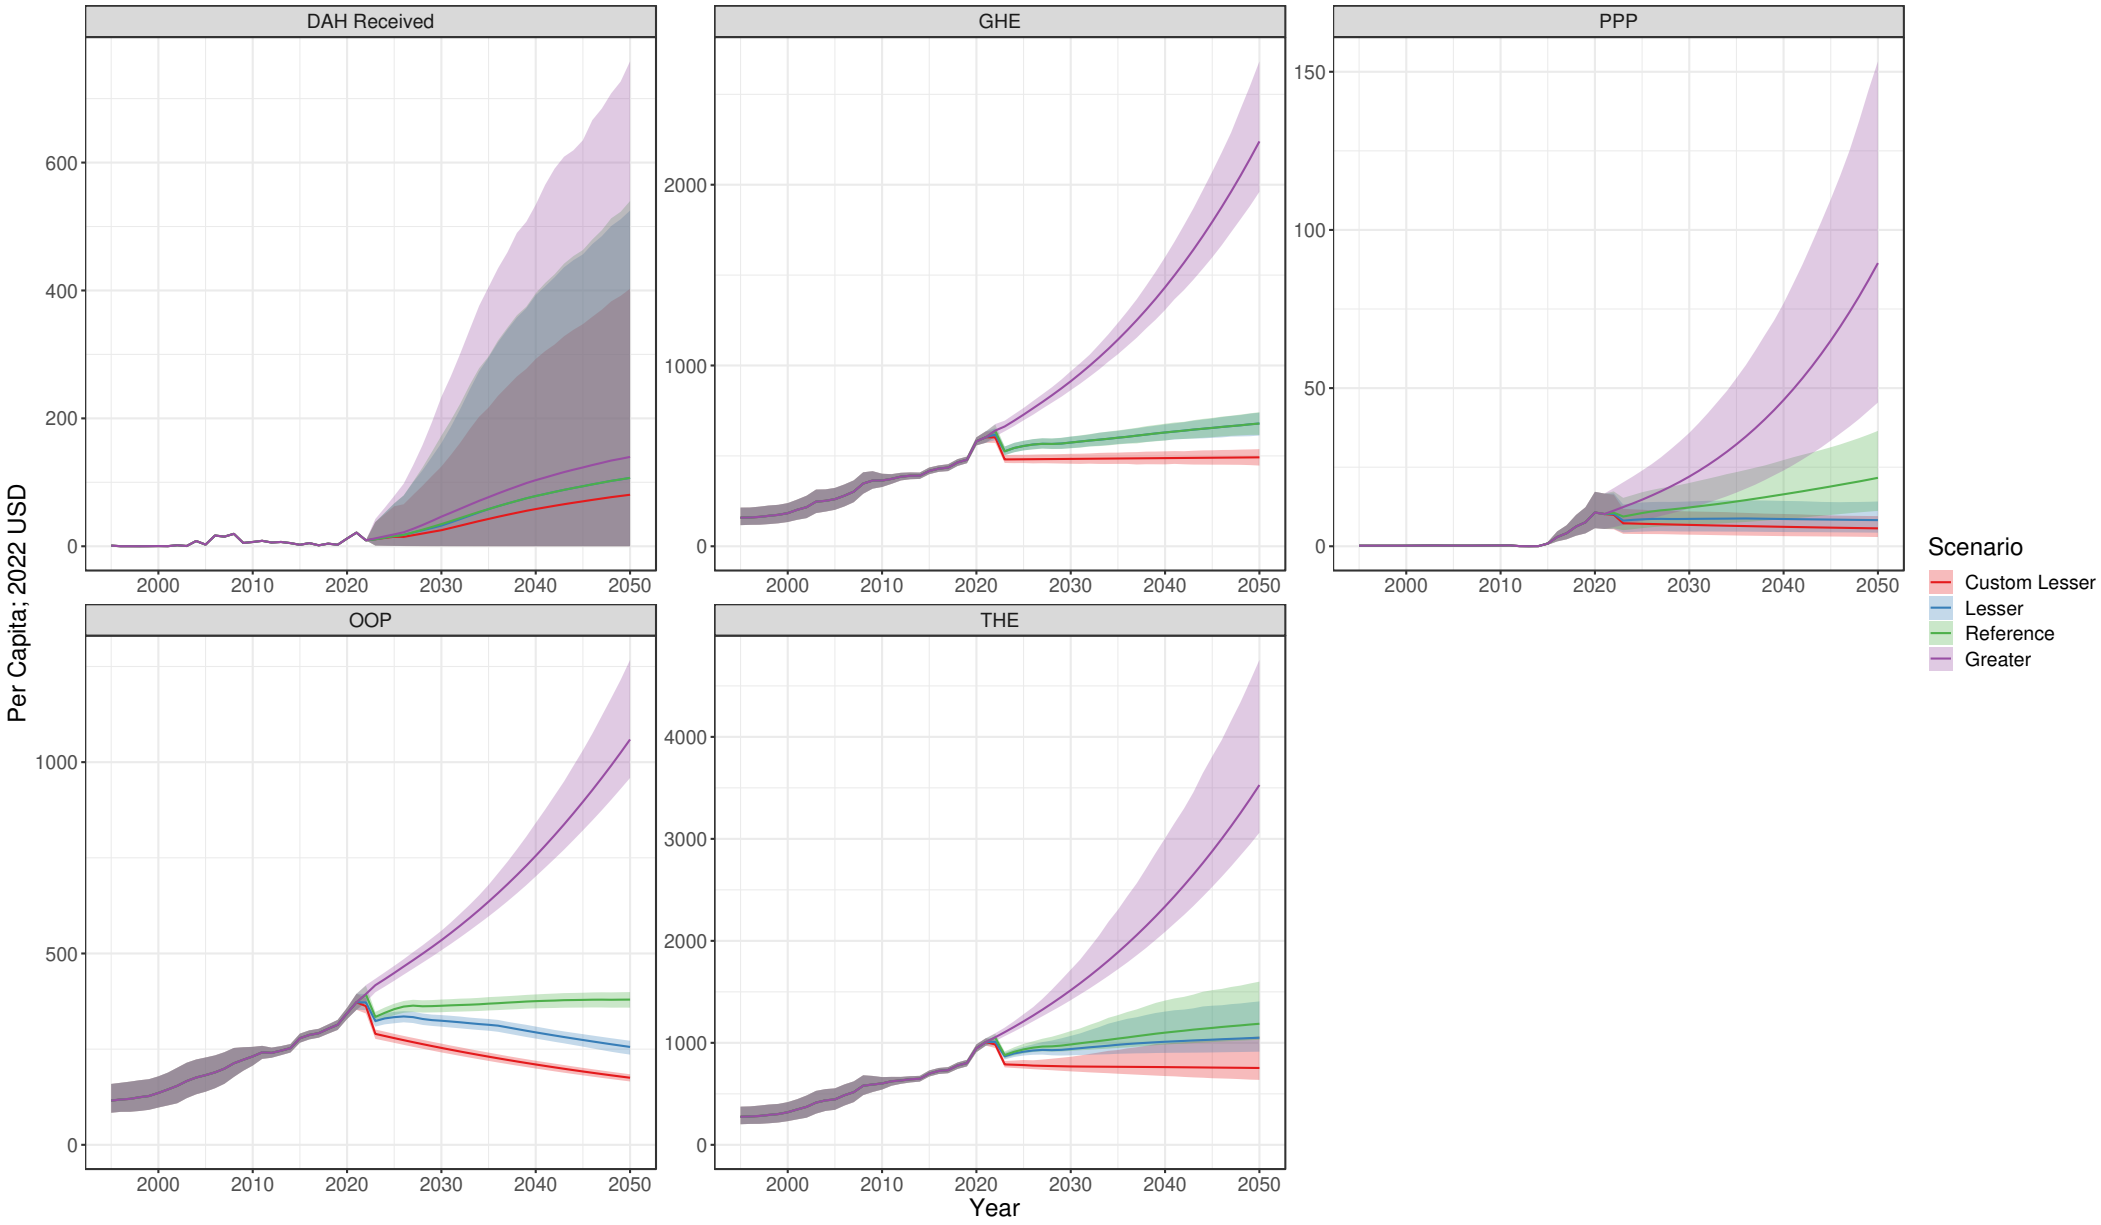 DAH Received
GHE
PPP
600
400
200
0
2000 2010 2020 2030 2040 2050
2000
1000
0
2000 2010 2020 2030 2040 2050
150
100
50
0
2000 2010 2020 2030 2040 2050
OOP
THE
1000
500
0
2000 2010 2020 2030 2040 2050
4000
3000
2000
1000
0
2000 2010 2020 2030 2040 2050
Per Capita; 2022 USD
Year
Scenario
Custom Lesser
Lesser
Reference
Greater